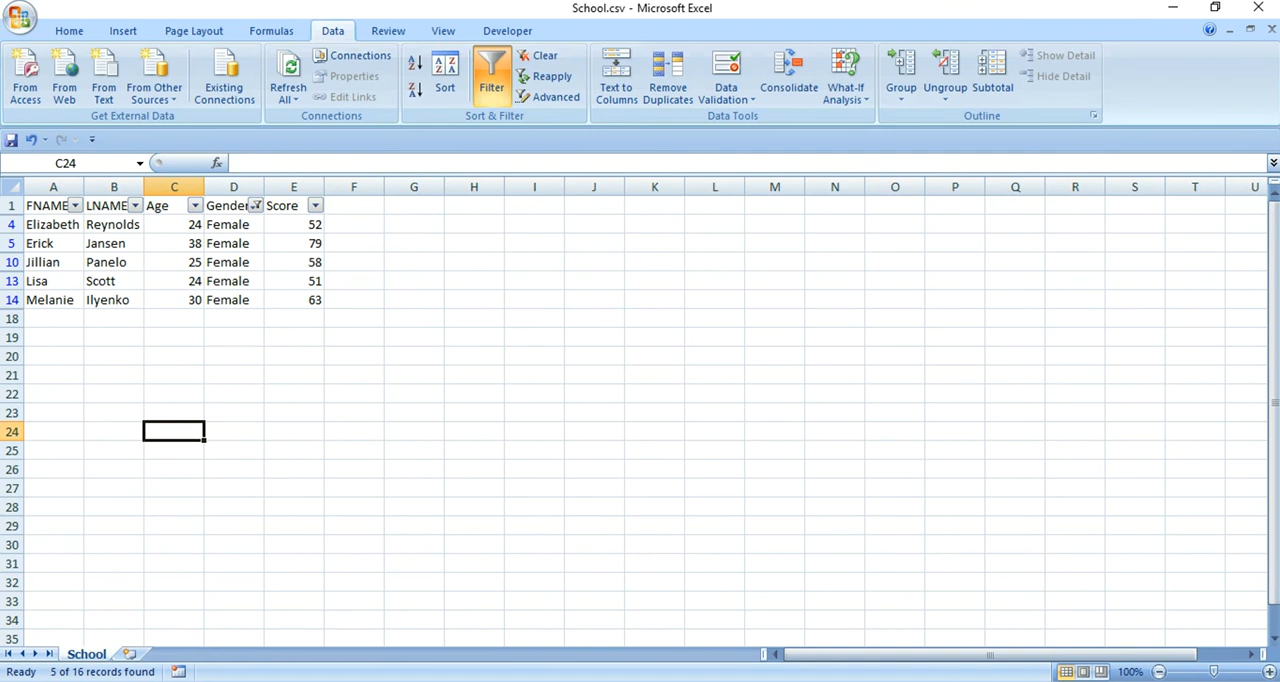 School.csv - Microsoft Excel
Home Insert Page Layout Formulas Data Review View Developer
From Access
From Web
From Text
From Other Sources
Existing Connections
Get External Data
Refresh All
Connections
Properties
Edit Links
Connections
Sort
Filter
Clear
Reapply
Advanced
Sort & Filter
Text to Columns
Remove Duplicates
Data Validation
Consolidate
What-If Analysis
Data Tools
Group
Ungroup
Subtotal
Show Detail
Hide Detail
Outline
C24 fx
A B C D E F G H I J K L M N O P Q R S T U
1 FNAME LNAME Age Gender Score
4 Elizabeth Reynolds 24 Female 52
5 Erick Jansen 38 Female 79
10 Jillian Panelo 25 Female 58
13 Lisa Scott 24 Female 51
14 Melanie Ilyenko 30 Female 63
18
19
20
21
22
23
24
25
26
27
28
29
30
31
32
33
34
35
School
Ready 5 of 16 records found 100%